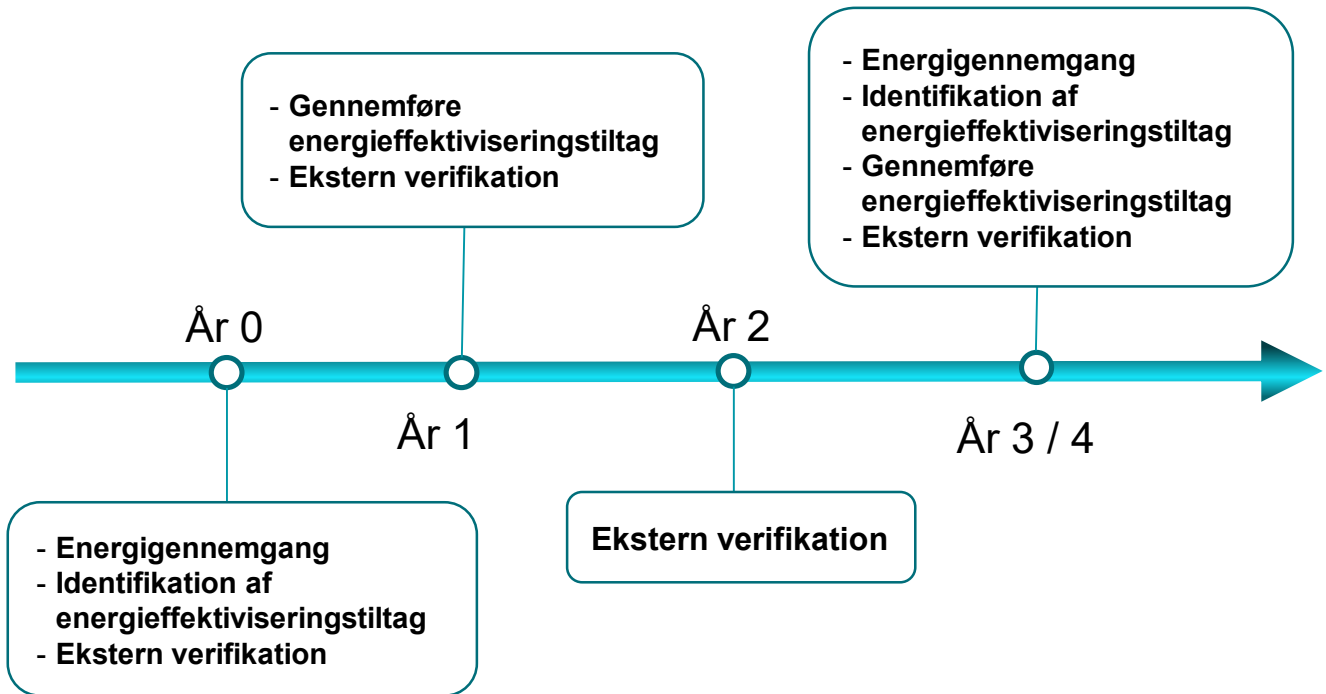 - Gennemføre
energieffektiviseringstiltag
- Ekstern verifikation
- Energigennemgang
- Identifikation af
energieffektiviseringstiltag
- Gennemføre
energieffektiviseringstiltag
- Ekstern verifikation
År 0
År 2
År 1
År 3 / 4
- Energigennemgang
- Identifikation af
energieffektiviseringstiltag
- Ekstern verifikation
Ekstern verifikation